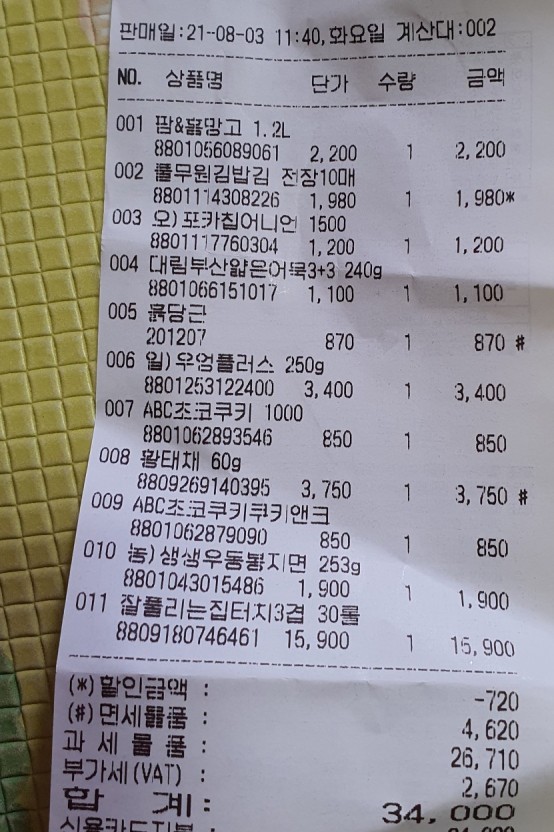 판매일:21-08-03 11:40,화요일 계산대:002
NO. 상품명 단가 수량 금액
001 팜&홈망고 1.2L
8801056089061 2,200 1 2,200
002 풀무원김밥김 전장10매
8801114308226 1,980 1 1,980*
003 오)포카칩어니언 1500
8801117760304 1,200 1 1,200
004 대림부산얇은어묵3+3 240g
8801066151017 1,100 1 1,100
005 흙당근
201207 870 1 870 #
006 일)우엉플러스 250g
8801253122400 3,400 1 3,400
007 ABC초코쿠키 1000
8801062893546 850 1 850
008 황태채 60g
8809269140395 3,750 1 3,750 #
009 ABC초코쿠키쿠키앤크
8801062879090 850 1 850
010 농)생생우동봉지면 253g
8801043015486 1,900 1 1,900
011 잘풀리는집터치3겹 30롤
8809180746461 15,900 1 15,900
(*)할인금액 : -720
(#)면세물품 : 4,620
과 세 물 품 : 26,710
부가세(VAT) : 2,670
합 계: 34,000